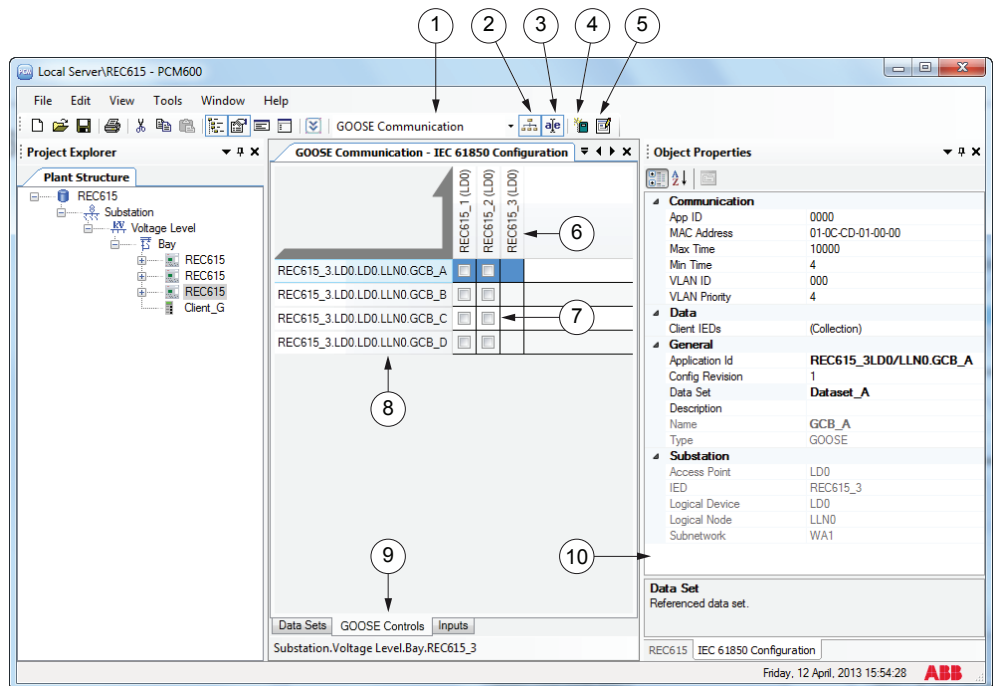 1 2 3 4 5
PCM Local Server\REC615 - PCM600
File Edit View Tools Window Help
GOOSE Communication
Project Explorer
Plant Structure
REC615
Substation
Voltage Level
Bay
REC615
REC615
REC615
Client_G
GOOSE Communication - IEC 61850 Configuration
REC615_1 (LD0)
REC615_2 (LD0)
REC615_3 (LD0)
6
REC615_3.LD0.LD0.LLN0.GCB_A
REC615_3.LD0.LD0.LLN0.GCB_B
REC615_3.LD0.LD0.LLN0.GCB_C
7
REC615_3.LD0.LD0.LLN0.GCB_D
8
9
10
Data Sets GOOSE Controls Inputs
Substation.Voltage Level.Bay.REC615_3
Object Properties
Communication
App ID 0000
MAC Address 01-0C-CD-01-00-00
Max Time 10000
Min Time 4
VLAN ID 000
VLAN Priority 4
Data
Client IEDs (Collection)
General
Application Id REC615_3LD0/LLN0.GCB_A
Config Revision 1
Data Set Dataset_A
Description
Name GCB_A
Type GOOSE
Substation
Access Point LD0
IED REC615_3
Logical Device LD0
Logical Node LLN0
Subnetwork WA1
Data Set
Referenced data set.
REC615 IEC 61850 Configuration
Friday, 12 April, 2013 15:54:28 ABB